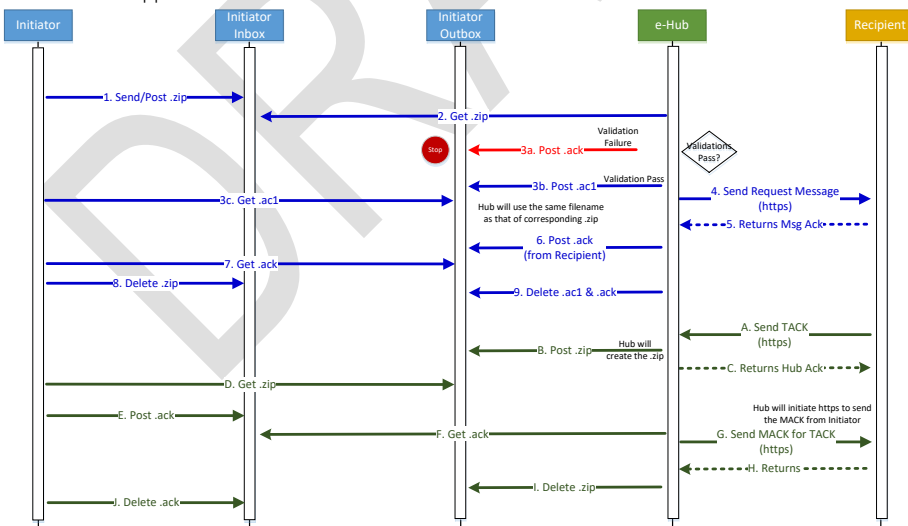 Initiator
Initiator
Inbox
Initiator
Outbox
e-Hub
Recipient
1. Send/Post .zip
2. Get .zip
Validation
Failure
Stop
3a. Post .ack
Validations
Pass?
3b. Post .ac1
Validation Pass
3c. Get .ac1
4. Send Request Message
(https)
Hub will use the same filename
as that of corresponding .zip
5. Returns Msg Ack
6. Post .ack
(from Recipient)
7. Get .ack
8. Delete .zip
9. Delete .ac1 & .ack
A. Send TACK
(https)
B. Post .zip
Hub will
create the .zip
C. Returns Hub Ack
D. Get .zip
E. Post .ack
Hub will initiate https to send
the MACK from Initiator
F. Get .ack
G. Send MACK for TACK
(https)
H. Returns
I. Delete .zip
J. Delete .ack